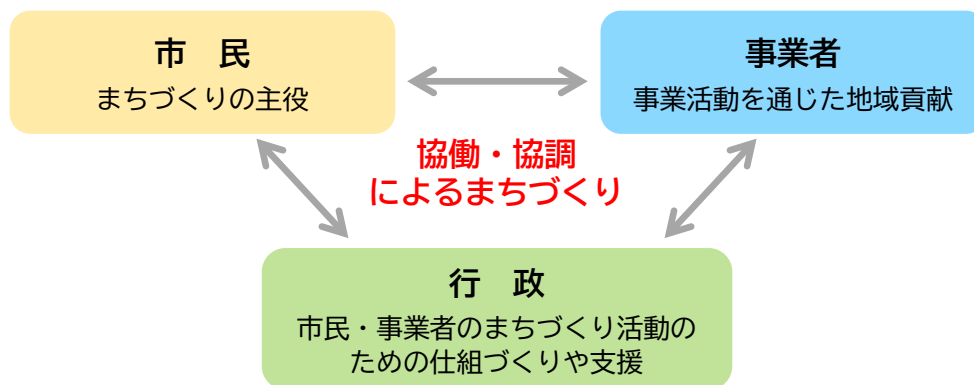 市　民
まちづくりの主役
事業者
事業活動を通じた地域貢献
協働・協調
によるまちづくり
行　政
市民・事業者のまちづくり活動の
ための仕組づくりや支援